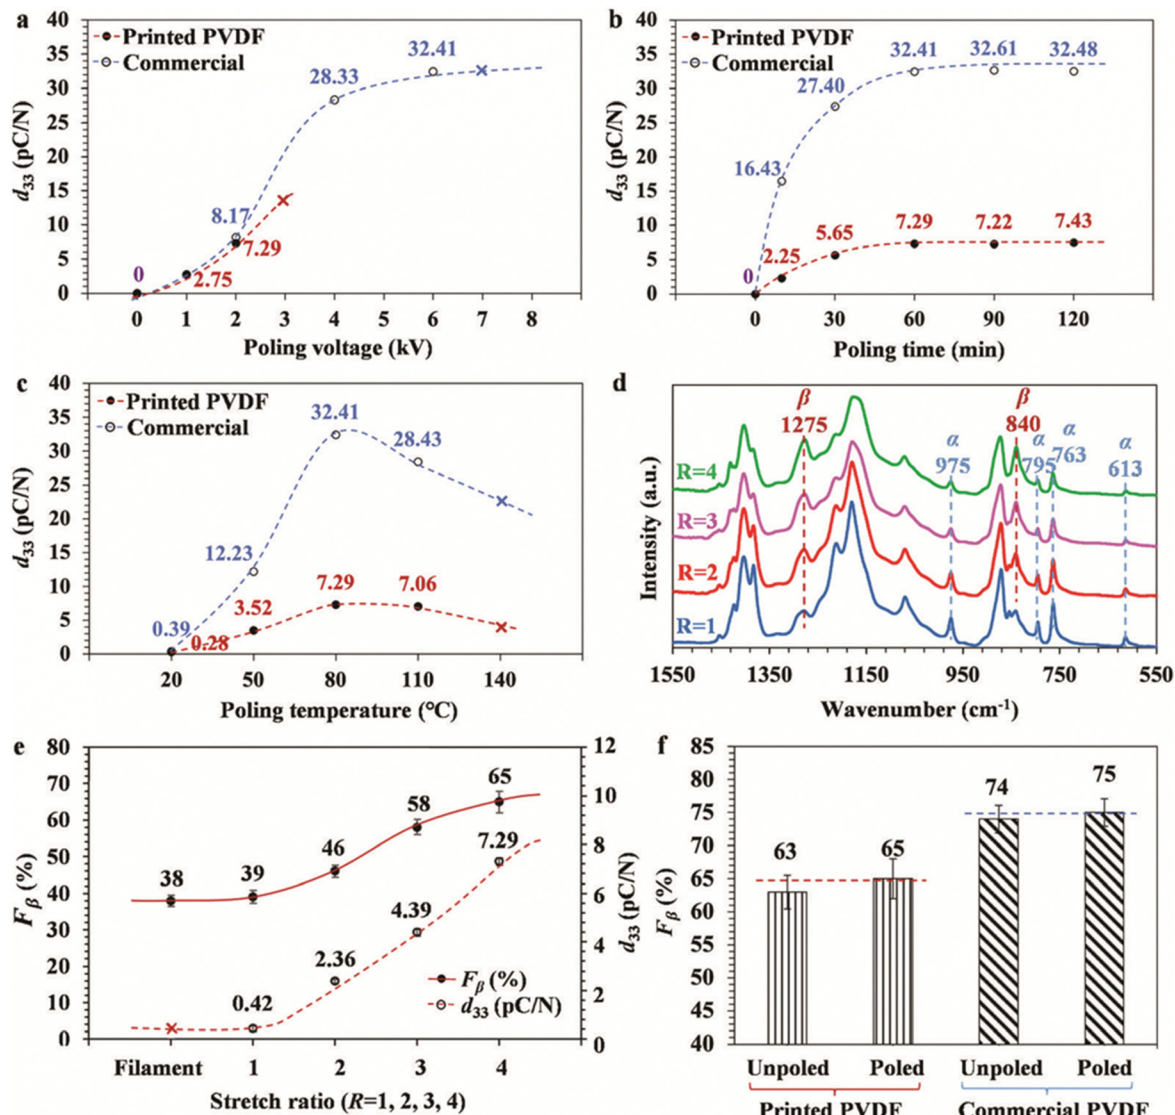 a
Printed PVDF
Commercial
40
35
30
25
20
15
10
5
0
d33 (pC/N)
0
2.75
8.17
7.29
28.33
32.41
0 1 2 3 4 5 6 7 8
Poling voltage (kV)
b
Printed PVDF
Commercial
40
35
30
25
20
15
10
5
0
d33 (pC/N)
32.41 32.61 32.48
27.40
16.43
7.29 7.22 7.43
5.65
2.25
0
0 30 60 90 120
Poling time (min)
c
Printed PVDF
Commercial
40
35
30
25
20
15
10
5
0
d33 (pC/N)
32.41
28.43
12.23
7.29 7.06
3.52
0.39
0.28
20 50 80 110 140
Poling temperature (°C)
d
β
1275
β
840
α
975
α
795
α
763
α
613
R=4
R=3
R=2
R=1
Intensity (a.u.)
1550 1350 1150 950 750 550
Wavenumber (cm-1)
e
80
70
60
50
40
30
20
10
0
Fβ (%)
12
10
8
6
4
2
0
d33 (pC/N)
38 39 46 58 65
0.42 2.36 4.39 7.29
Fβ (%)
d33 (pC/N)
Filament 1 2 3 4
Stretch ratio (R=1, 2, 3, 4)
f
85
80
75
70
65
60
55
50
45
40
Fβ (%)
63 65 74 75
Unpoled Poled Unpoled Poled
Printed PVDF Commercial PVDF